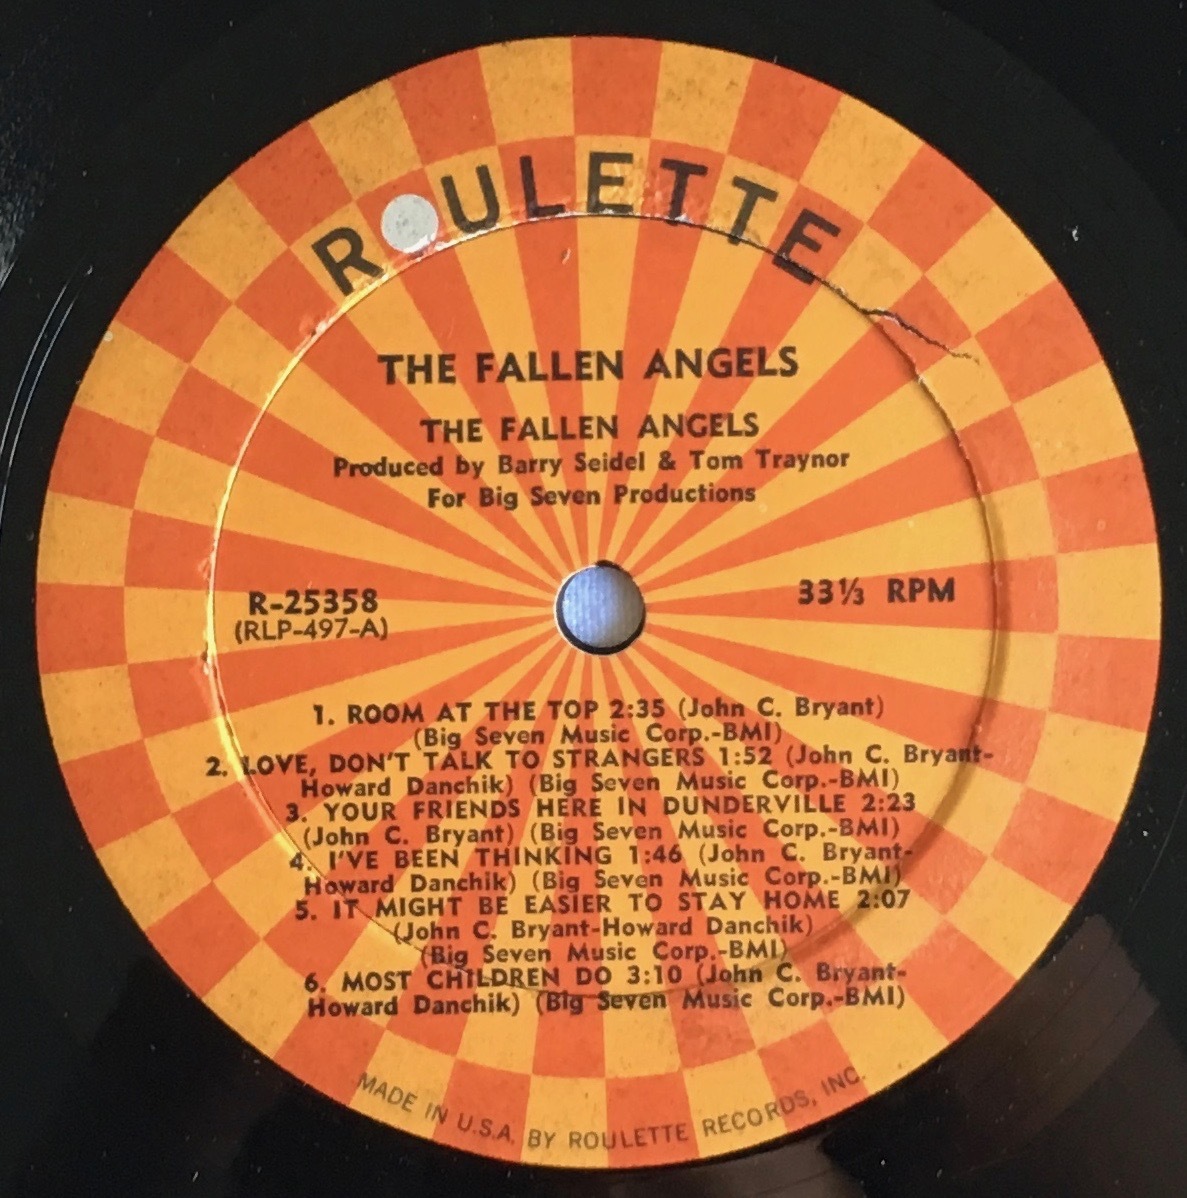 ROULETTE
THE FALLEN ANGELS
THE FALLEN ANGELS
Produced by Barry Seidel & Tom Traynor
For Big Seven Productions
R-25358
(RLP-497-A)
33⅓ RPM
1. ROOM AT THE TOP 2:35 (John C. Bryant)
(Big Seven Music Corp.-BMI)
2. LOVE, DON'T TALK TO STRANGERS 1:52 (John C. Bryant-
Howard Danchik) (Big Seven Music Corp.-BMI)
3. YOUR FRIENDS HERE IN DUNDERVILLE 2:23
(John C. Bryant) (Big Seven Music Corp.-BMI)
4. I'VE BEEN THINKING 1:46 (John C. Bryant-
Howard Danchik) (Big Seven Music Corp.-BMI)
5. IT MIGHT BE EASIER TO STAY HOME 2:07
(John C. Bryant-Howard Danchik)
(Big Seven Music Corp.-BMI)
6. MOST CHILDREN DO 3:10 (John C. Bryant-
Howard Danchik) (Big Seven Music Corp.-BMI)
MADE IN U.S.A. BY ROULETTE RECORDS, INC.